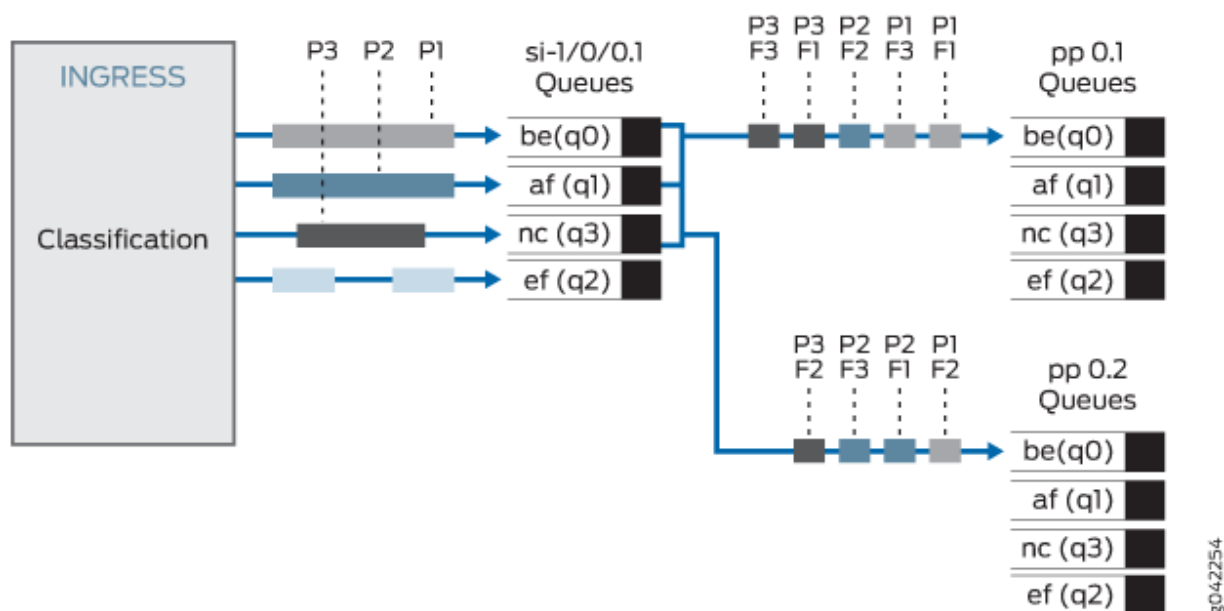 INGRESS
Classification
P3 P2 P1
si-1/0/0.1
Queues
be(q0)
af (q1)
nc (q3)
ef (q2)
P3 P3 P2 P1 P1
F3 F1 F2 F3 F1
pp 0.1
Queues
be(q0)
af (q1)
nc (q3)
ef (q2)
P3 P2 P2 P1
F2 F3 F1 F2
pp 0.2
Queues
be(q0)
af (q1)
nc (q3)
ef (q2)
g042254